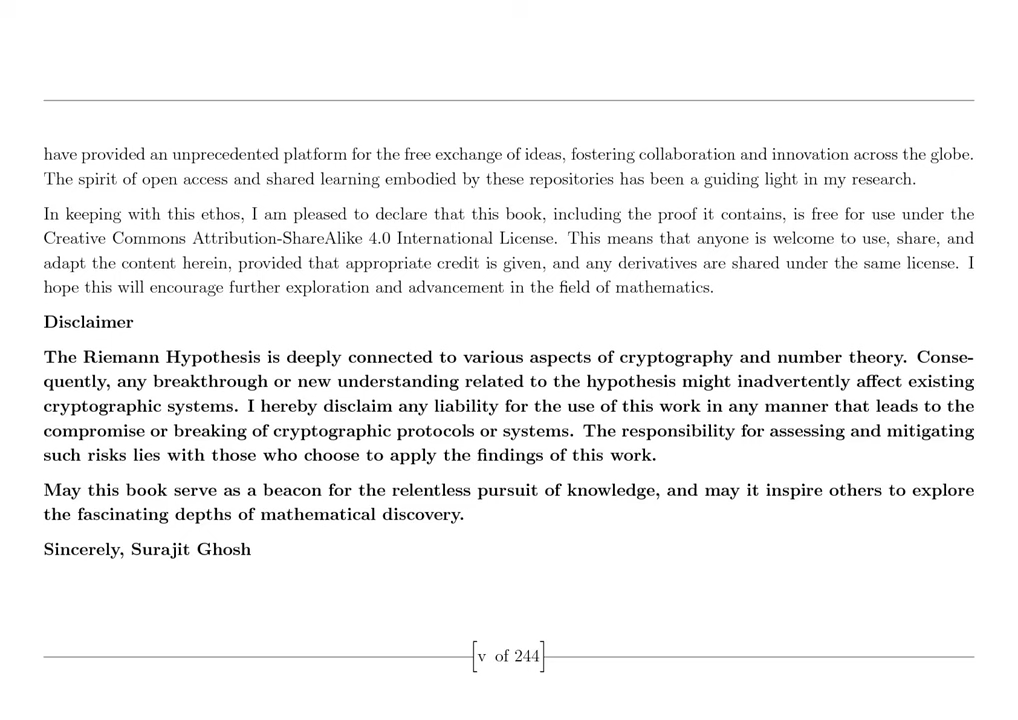 have provided an unprecedented platform for the free exchange of ideas, fostering collaboration and innovation across the globe.
The spirit of open access and shared learning embodied by these repositories has been a guiding light in my research.
In keeping with this ethos, I am pleased to declare that this book, including the proof it contains, is free for use under the
Creative Commons Attribution-ShareAlike 4.0 International License. This means that anyone is welcome to use, share, and
adapt the content herein, provided that appropriate credit is given, and any derivatives are shared under the same license. I
hope this will encourage further exploration and advancement in the field of mathematics.
Disclaimer
The Riemann Hypothesis is deeply connected to various aspects of cryptography and number theory. Conse-
quently, any breakthrough or new understanding related to the hypothesis might inadvertently affect existing
cryptographic systems. I hereby disclaim any liability for the use of this work in any manner that leads to the
compromise or breaking of cryptographic protocols or systems. The responsibility for assessing and mitigating
such risks lies with those who choose to apply the findings of this work.
May this book serve as a beacon for the relentless pursuit of knowledge, and may it inspire others to explore
the fascinating depths of mathematical discovery.
Sincerely, Surajit Ghosh
[v of 244]